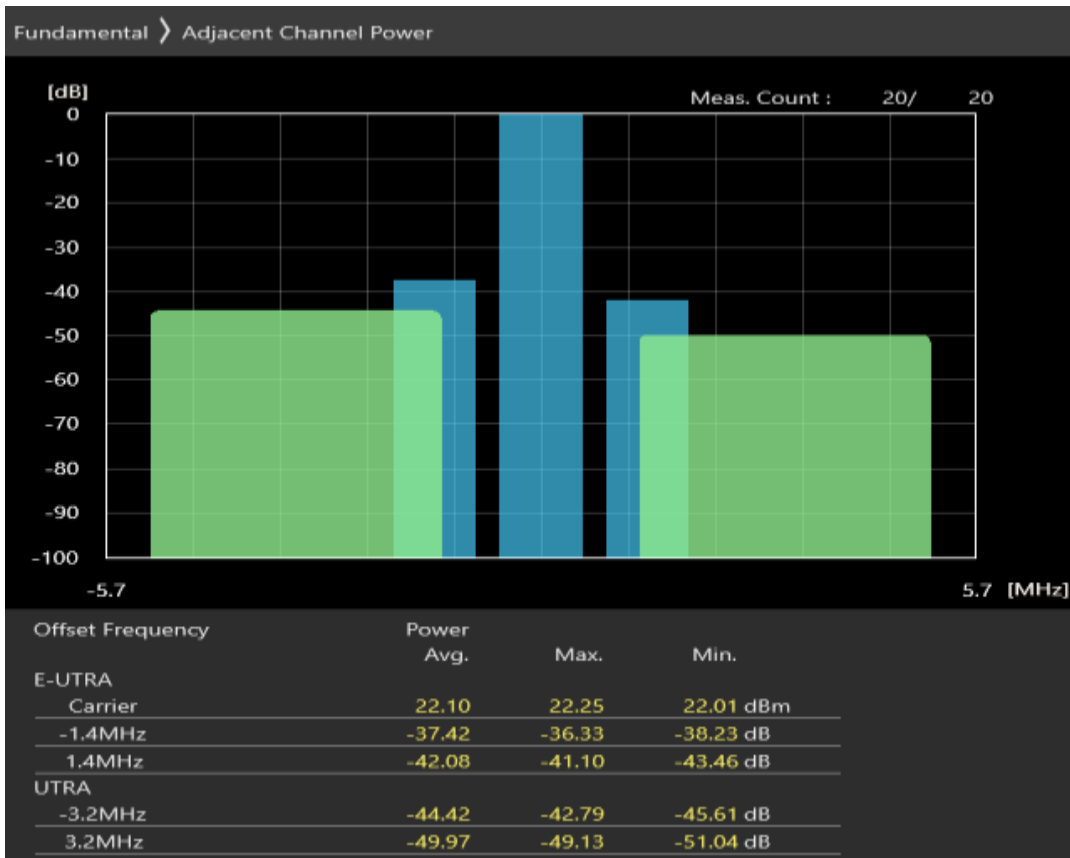 Fundamental 〉 Adjacent Channel Power
[dB]
Meas. Count : 20/ 20
0
-10
-20
-30
-40
-50
-60
-70
-80
-90
-100
-5.7 5.7 [MHz]
Offset Frequency Power
Avg. Max. Min.
E-UTRA
Carrier 22.10 22.25 22.01 dBm
-1.4MHz -37.42 -36.33 -38.23 dB
1.4MHz -42.08 -41.10 -43.46 dB
UTRA
-3.2MHz -44.42 -42.79 -45.61 dB
3.2MHz -49.97 -49.13 -51.04 dB